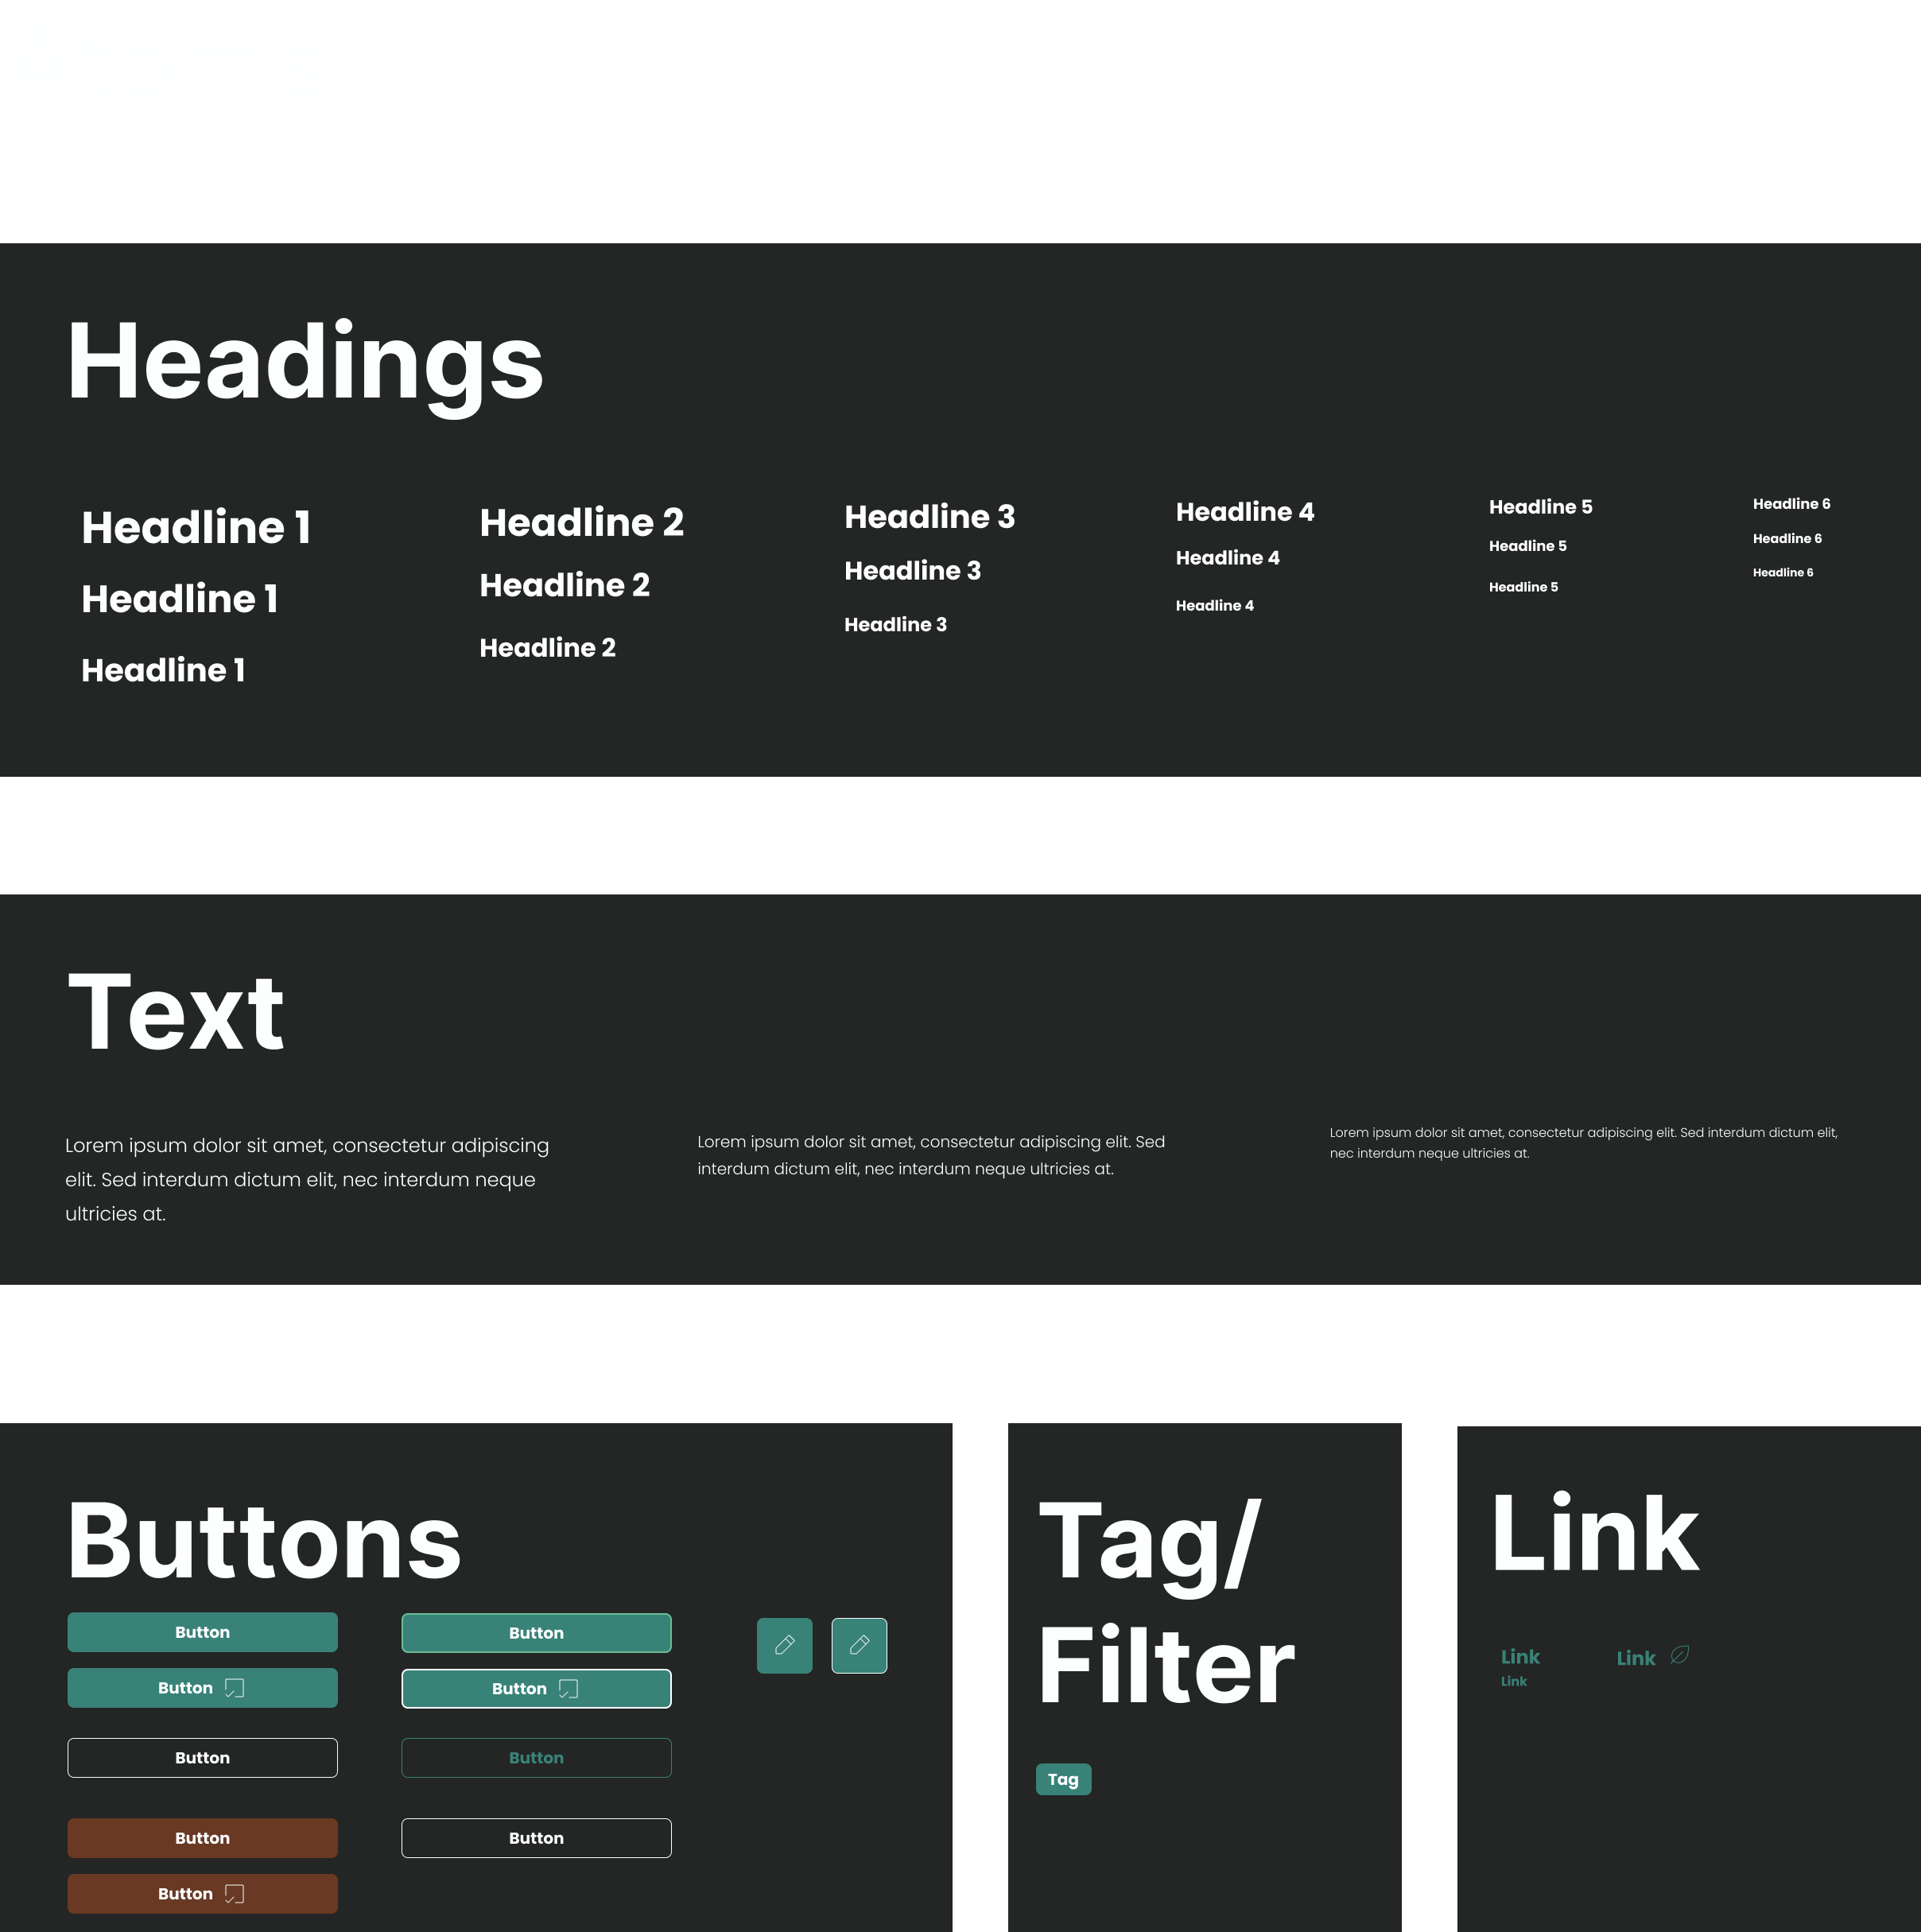 Atoms
Headings
Headline 1
Headline 1
Headline 1
Headline 2
Headline 2
Headline 2
Headline 3
Headline 3
Headline 3
Headline 4
Headline 4
Headline 4
Headline 5
Headline 5
Headline 5
Headline 6
Headline 6
Headline 6
Text
Lorem ipsum dolor sit amet, consectetur adipiscing
elit. Sed interdum dictum elit, nec interdum neque
ultricies at.
Lorem ipsum dolor sit amet, consectetur adipiscing elit. Sed
interdum dictum elit, nec interdum neque ultricies at.
Lorem ipsum dolor sit amet, consectetur adipiscing elit. Sed interdum dictum elit,
nec interdum neque ultricies at.
Buttons
Button
Button
Button
Button
Button
Button
Button
Button
Button
Tag/
Filter
Tag
Link
Link
Link
Link